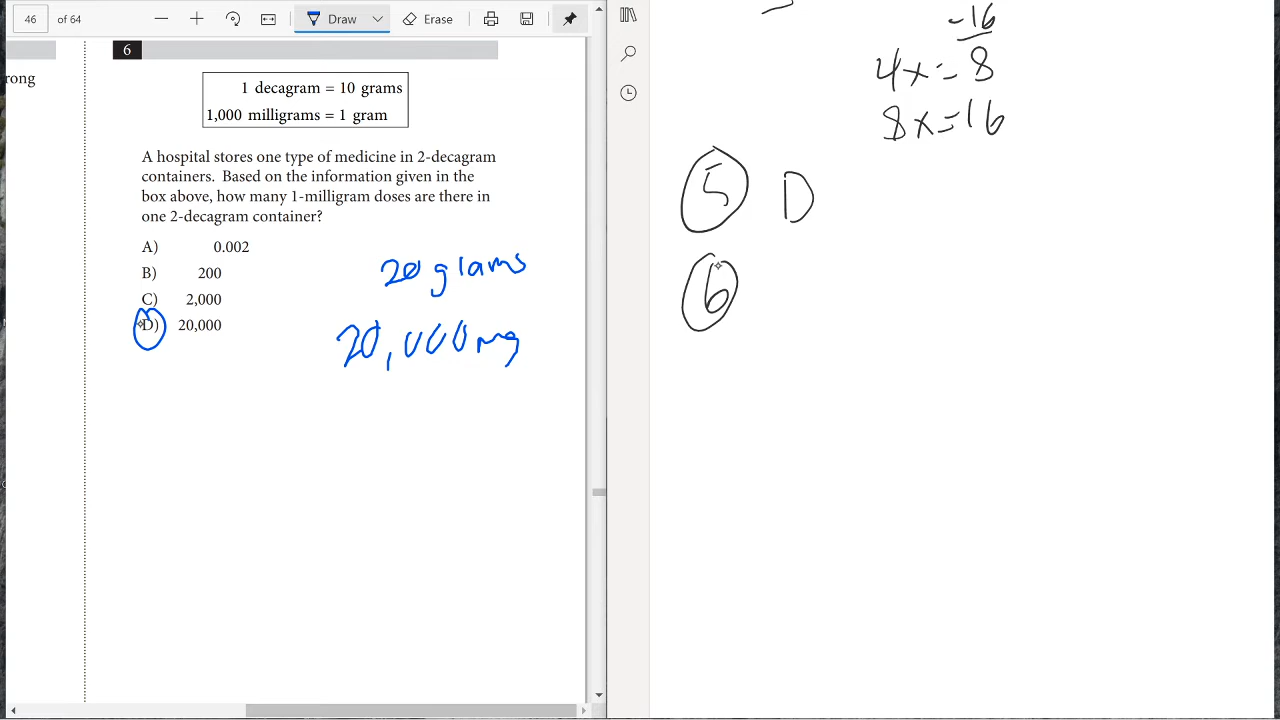 46 of 64 Draw Erase
rong
6
1 decagram = 10 grams
1,000 milligrams = 1 gram
A hospital stores one type of medicine in 2-decagram
containers. Based on the information given in the
box above, how many 1-milligram doses are there in
one 2-decagram container?
A) 0.002
B) 200
C) 2,000
D) 20,000
20 grams
20,000 mg
-16
4x=8
8x=16
5 D
6